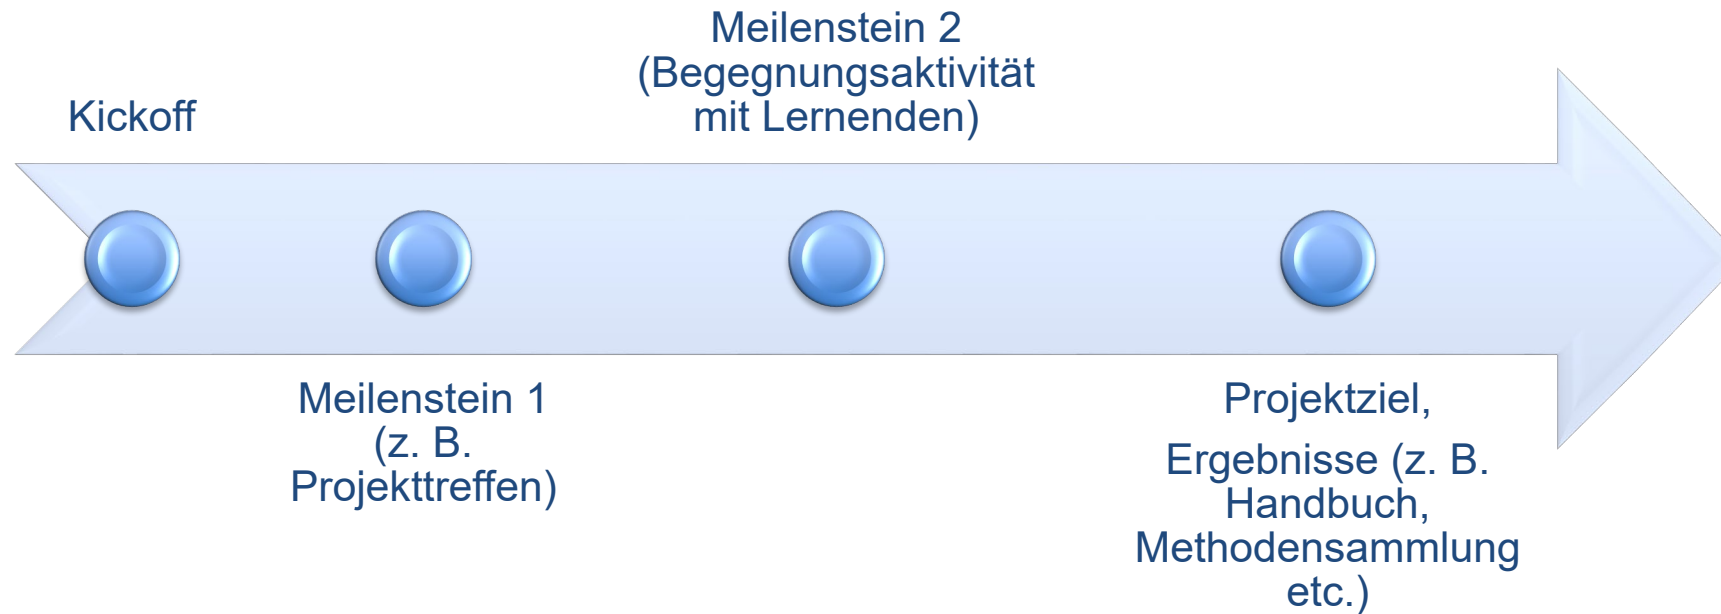 Kickoff
Meilenstein 1
(z. B.
Projekttreffen)
Meilenstein 2
(Begegnungsaktivität
mit Lernenden)
Projektziel,
Ergebnisse (z. B.
Handbuch,
Methodensammlung
etc.)